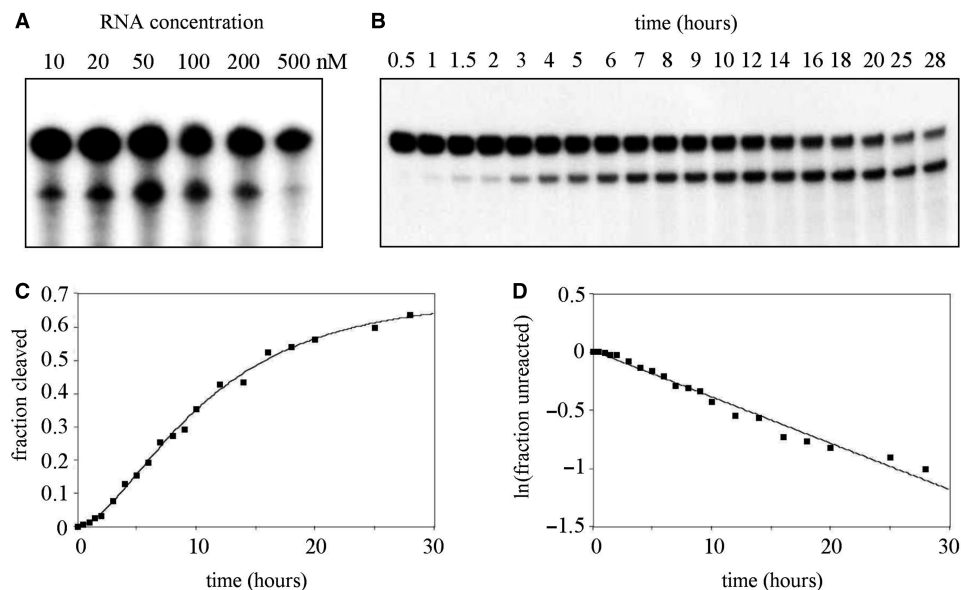 A
RNA concentration
10 20 50 100 200 500 nM
B
time (hours)
0.5 1 1.5 2 3 4 5 6 7 8 9 10 12 14 16 18 20 25 28
C
fraction cleaved
0.7
0.6
0.5
0.4
0.3
0.2
0.1
0
0 10 20 30
time (hours)
D
ln(fraction unreacted)
0.5
0
−0.5
−1
−1.5
0 10 20 30
time (hours)